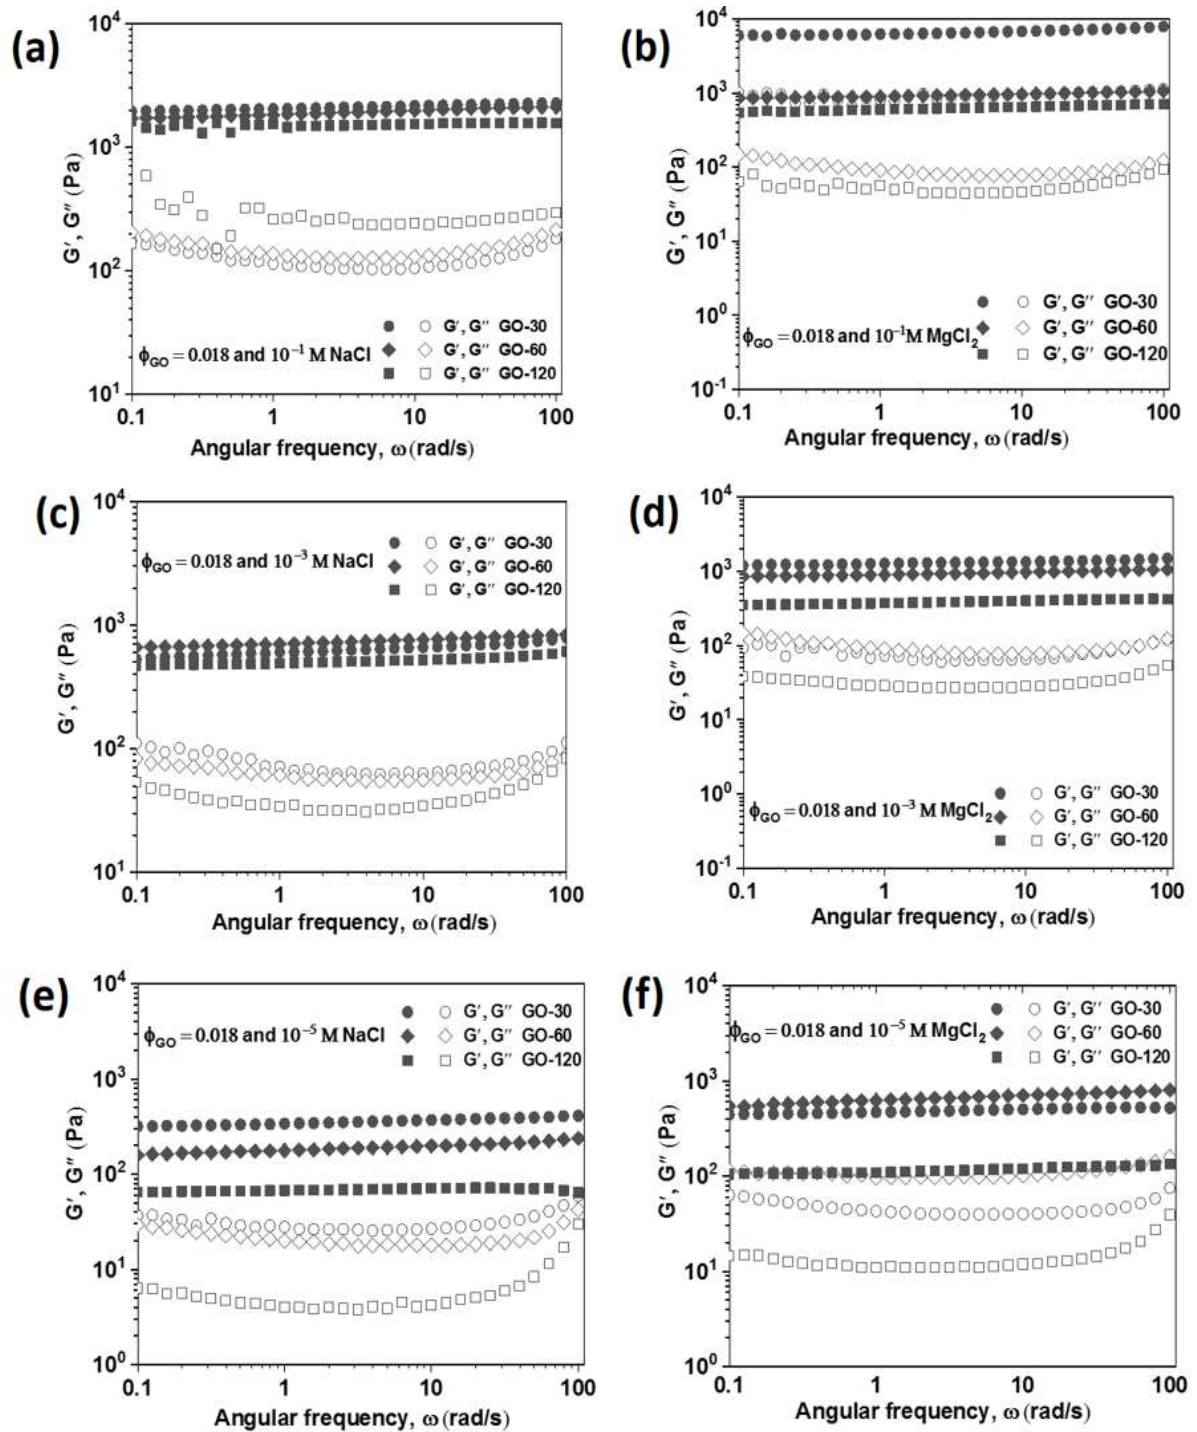 (a)
10⁴
10³
10²
10¹
G′, G″ (Pa)
G′, G″ GO-30
ϕGO = 0.018 and 10⁻¹ M NaCl G′, G″ GO-60
G′, G″ GO-120
0.1 1 10 100
Angular frequency, ω (rad/s)
(b)
10⁴
10³
10²
10¹
10⁰
10⁻¹
G′, G″ (Pa)
G′, G″ GO-30
ϕGO = 0.018 and 10⁻¹ M MgCl₂ G′, G″ GO-60
G′, G″ GO-120
0.1 1 10 100
Angular frequency, ω (rad/s)
(c)
10⁴
10³
10²
10¹
G′, G″ (Pa)
G′, G″ GO-30
ϕGO = 0.018 and 10⁻³ M NaCl G′, G″ GO-60
G′, G″ GO-120
0.1 1 10 100
Angular frequency, ω (rad/s)
(d)
10⁴
10³
10²
10¹
10⁰
10⁻¹
G′, G″ (Pa)
G′, G″ GO-30
ϕGO = 0.018 and 10⁻³ M MgCl₂ G′, G″ GO-60
G′, G″ GO-120
0.1 1 10 100
Angular frequency, ω (rad/s)
(e)
10⁴
10³
10²
10¹
10⁰
G′, G″ (Pa)
G′, G″ GO-30
ϕGO = 0.018 and 10⁻⁵ M NaCl G′, G″ GO-60
G′, G″ GO-120
0.1 1 10 100
Angular frequency, ω (rad/s)
(f)
10⁴
10³
10²
10¹
10⁰
G′, G″ (Pa)
G′, G″ GO-30
ϕGO = 0.018 and 10⁻⁵ M MgCl₂ G′, G″ GO-60
G′, G″ GO-120
0.1 1 10 100
Angular frequency, ω (rad/s)